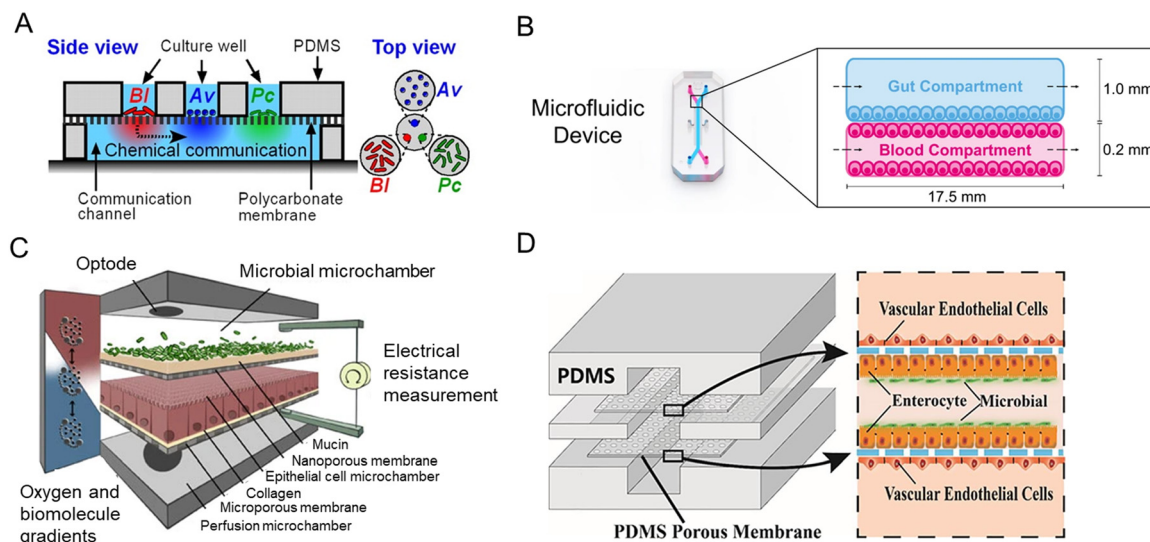 A
Side view
Culture well
PDMS
Top view
Bl
Av
Pc
Chemical communication
Communication
channel
Polycarbonate
membrane
Av
Bl
Pc
B
Microfluidic
Device
Gut Compartment
Blood Compartment
1.0 mm
0.2 mm
17.5 mm
C
Optode
Microbial microchamber
Electrical
resistance
measurement
Mucin
Nanoporous membrane
Epithelial cell microchamber
Collagen
Microporous membrane
Perfusion microchamber
Oxygen and
biomolecule
gradients
D
PDMS
PDMS Porous Membrane
Vascular Endothelial Cells
Enterocyte
Microbial
Vascular Endothelial Cells